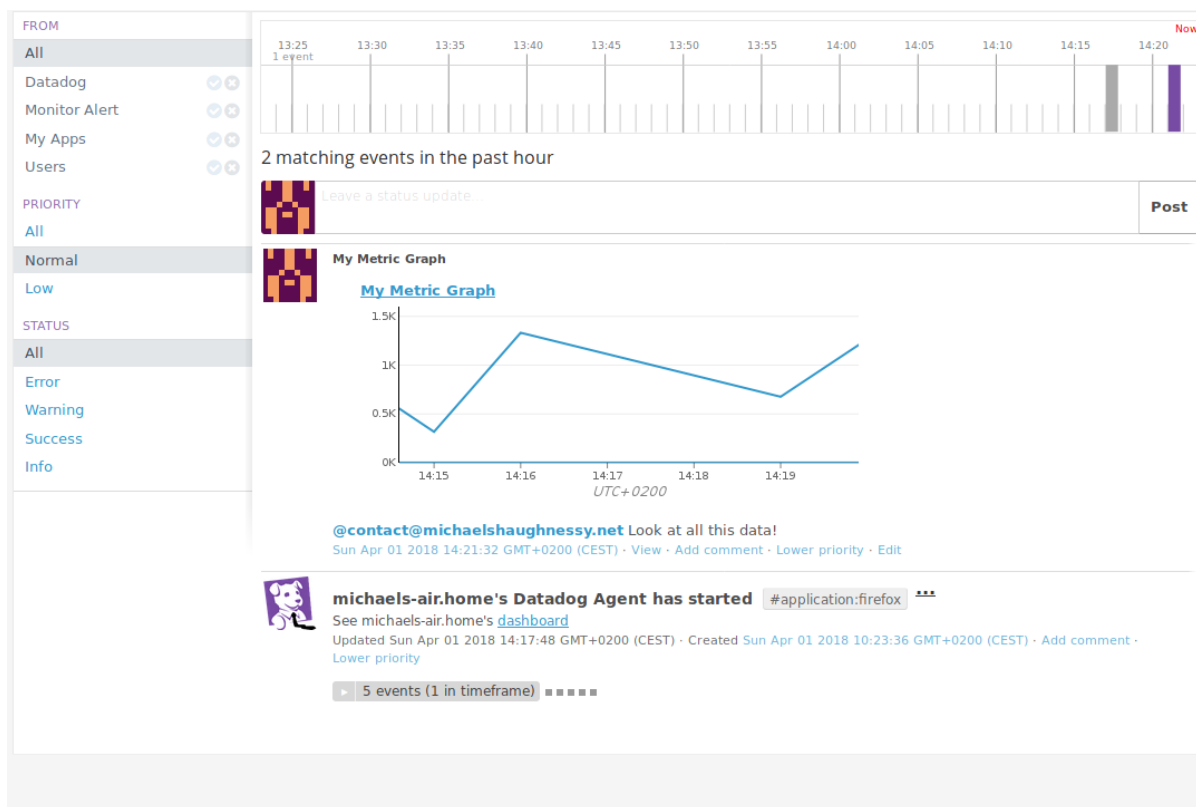 FROM
All
Datadog
Monitor Alert
My Apps
Users
PRIORITY
All
Normal
Low
STATUS
All
Error
Warning
Success
Info
Now
13:25 13:30 13:35 13:40 13:45 13:50 13:55 14:00 14:05 14:10 14:15 14:20
1 event
2 matching events in the past hour
Leave a status update.
Post
My Metric Graph
My Metric Graph
1.5K
1K
0.5K
0K
14:15 14:16 14:17 14:18 14:19
UTC+0200
@contact@michaelshaughnessy.net Look at all this data!
Sun Apr 01 2018 14:21:32 GMT+0200 (CEST) · View · Add comment · Lower priority · Edit
michaels-air.home's Datadog Agent has started #application:firefox ...
See michaels-air.home's dashboard
Updated Sun Apr 01 2018 14:17:48 GMT+0200 (CEST) · Created Sun Apr 01 2018 10:23:36 GMT+0200 (CEST) · Add comment ·
Lower priority
5 events (1 in timeframe)